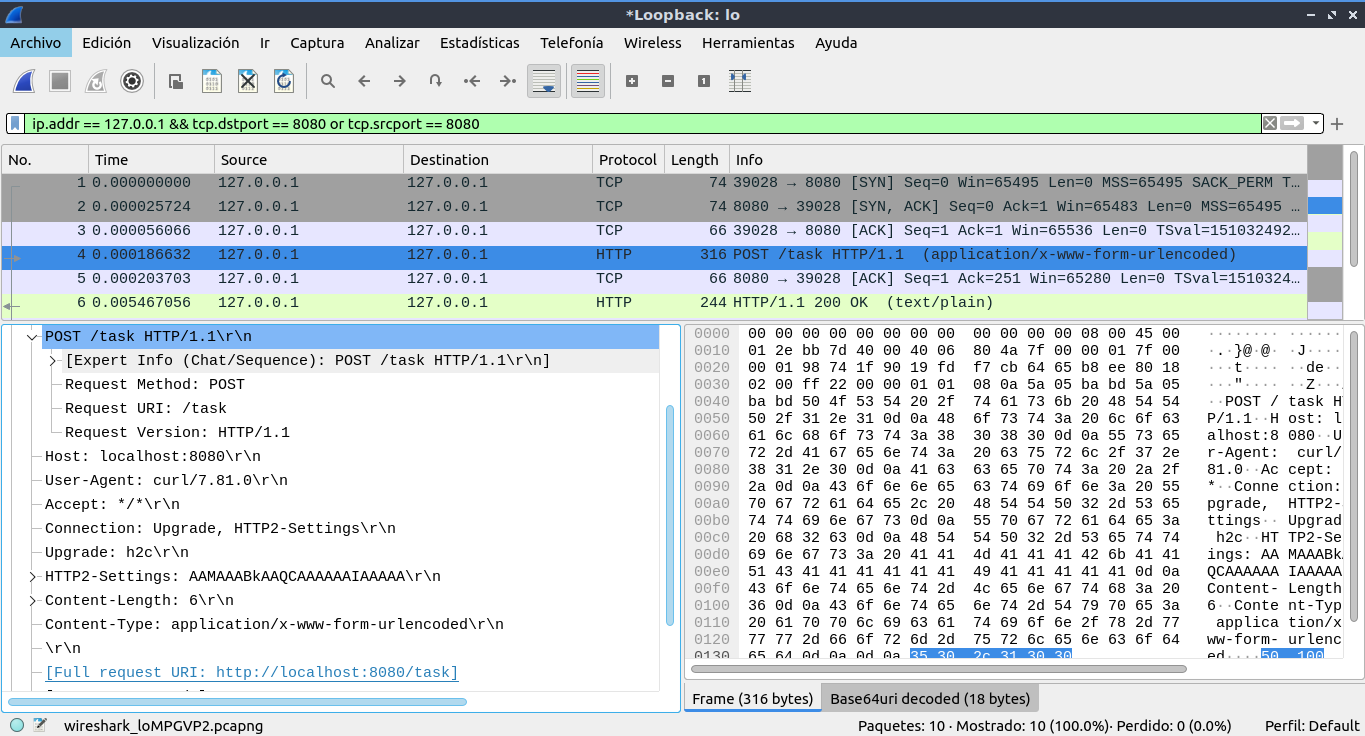 *Loopback: lo
Archivo Edición Visualización Ir Captura Analizar Estadísticas Telefonía Wireless Herramientas Ayuda
ip.addr == 127.0.0.1 && tcp.dstport == 8080 or tcp.srcport == 8080
No. Time Source Destination Protocol Length Info
1 0.000000000 127.0.0.1 127.0.0.1 TCP 74 39028 → 8080 [SYN] Seq=0 Win=65495 Len=0 MSS=65495 SACK_PERM T…
2 0.000025724 127.0.0.1 127.0.0.1 TCP 74 8080 → 39028 [SYN, ACK] Seq=0 Ack=1 Win=65483 Len=0 MSS=65495 …
3 0.000056066 127.0.0.1 127.0.0.1 TCP 66 39028 → 8080 [ACK] Seq=1 Ack=1 Win=65536 Len=0 TSval=151032492…
4 0.000186632 127.0.0.1 127.0.0.1 HTTP 316 POST /task HTTP/1.1 (application/x-www-form-urlencoded)
5 0.000203703 127.0.0.1 127.0.0.1 TCP 66 8080 → 39028 [ACK] Seq=1 Ack=251 Win=65280 Len=0 TSval=1510324…
6 0.005467056 127.0.0.1 127.0.0.1 HTTP 244 HTTP/1.1 200 OK (text/plain)
POST /task HTTP/1.1\r\n
[Expert Info (Chat/Sequence): POST /task HTTP/1.1\r\n]
Request Method: POST
Request URI: /task
Request Version: HTTP/1.1
Host: localhost:8080\r\n
User-Agent: curl/7.81.0\r\n
Accept: */*\r\n
Connection: Upgrade, HTTP2-Settings\r\n
Upgrade: h2c\r\n
HTTP2-Settings: AAMAAABkAAQCAAAAAAIAAAAA\r\n
Content-Length: 6\r\n
Content-Type: application/x-www-form-urlencoded\r\n
\r\n
[Full request URI: http://localhost:8080/task]
0000 00 00 00 00 00 00 00 00 00 00 00 00 08 00 45 00 ········ ······
0010 01 2e bb 7d 40 00 40 06 80 4a 7f 00 00 01 7f 00 ·.·}@·@· ·J····
0020 00 01 98 74 1f 90 19 fd f7 cb 64 65 b8 ee 80 18 ···t···· ··de··
0030 02 00 ff 22 00 00 01 01 08 0a 5a 05 ba bd 5a 05 ···"···· ··Z···
0040 ba bd 50 4f 53 54 20 2f 74 61 73 6b 20 48 54 54 ··POST / task H
0050 50 2f 31 2e 31 0d 0a 48 6f 73 74 3a 20 6c 6f 63 P/1.1··H ost: l
0060 61 6c 68 6f 73 74 3a 38 30 38 30 0d 0a 55 73 65 alhost:8 080··U
0070 72 2d 41 67 65 6e 74 3a 20 63 75 72 6c 2f 37 2e r-Agent: curl/
0080 38 31 2e 30 0d 0a 41 63 63 65 70 74 3a 20 2a 2f 81.0··Ac cept:
0090 2a 0d 0a 43 6f 6e 6e 65 63 74 69 6f 6e 3a 20 55 *··Conne ction:
00a0 70 67 72 61 64 65 2c 20 48 54 54 50 32 2d 53 65 pgrade, HTTP2-
00b0 74 74 69 6e 67 73 0d 0a 55 70 67 72 61 64 65 3a ttings·· Upgrad
00c0 20 68 32 63 0d 0a 48 54 54 50 32 2d 53 65 74 74 h2c··HT TP2-Se
00d0 69 6e 67 73 3a 20 41 41 4d 41 41 41 42 6b 41 41 ings: AA MAAABk
00e0 51 43 41 41 41 41 41 41 49 41 41 41 41 41 0d 0a QCAAAAAA IAAAAA
00f0 43 6f 6e 74 65 6e 74 2d 4c 65 6e 67 74 68 3a 20 Content- Length
0100 36 0d 0a 43 6f 6e 74 65 6e 74 2d 54 79 70 65 3a 6··Conte nt-Typ
0110 20 61 70 70 6c 69 63 61 74 69 6f 6e 2f 78 2d 77 applica tion/x
0120 77 77 2d 66 6f 72 6d 2d 75 72 6c 65 6e 63 6f 64 ww-form- urlenc
0130 65 64 0d 0a 0d 0a 35 30 2c 31 30 30 ed····50 ,100
Frame (316 bytes) Base64uri decoded (18 bytes)
wireshark_loMPGVP2.pcapng Paquetes: 10 · Mostrado: 10 (100.0%)· Perdido: 0 (0.0%) Perfil: Default